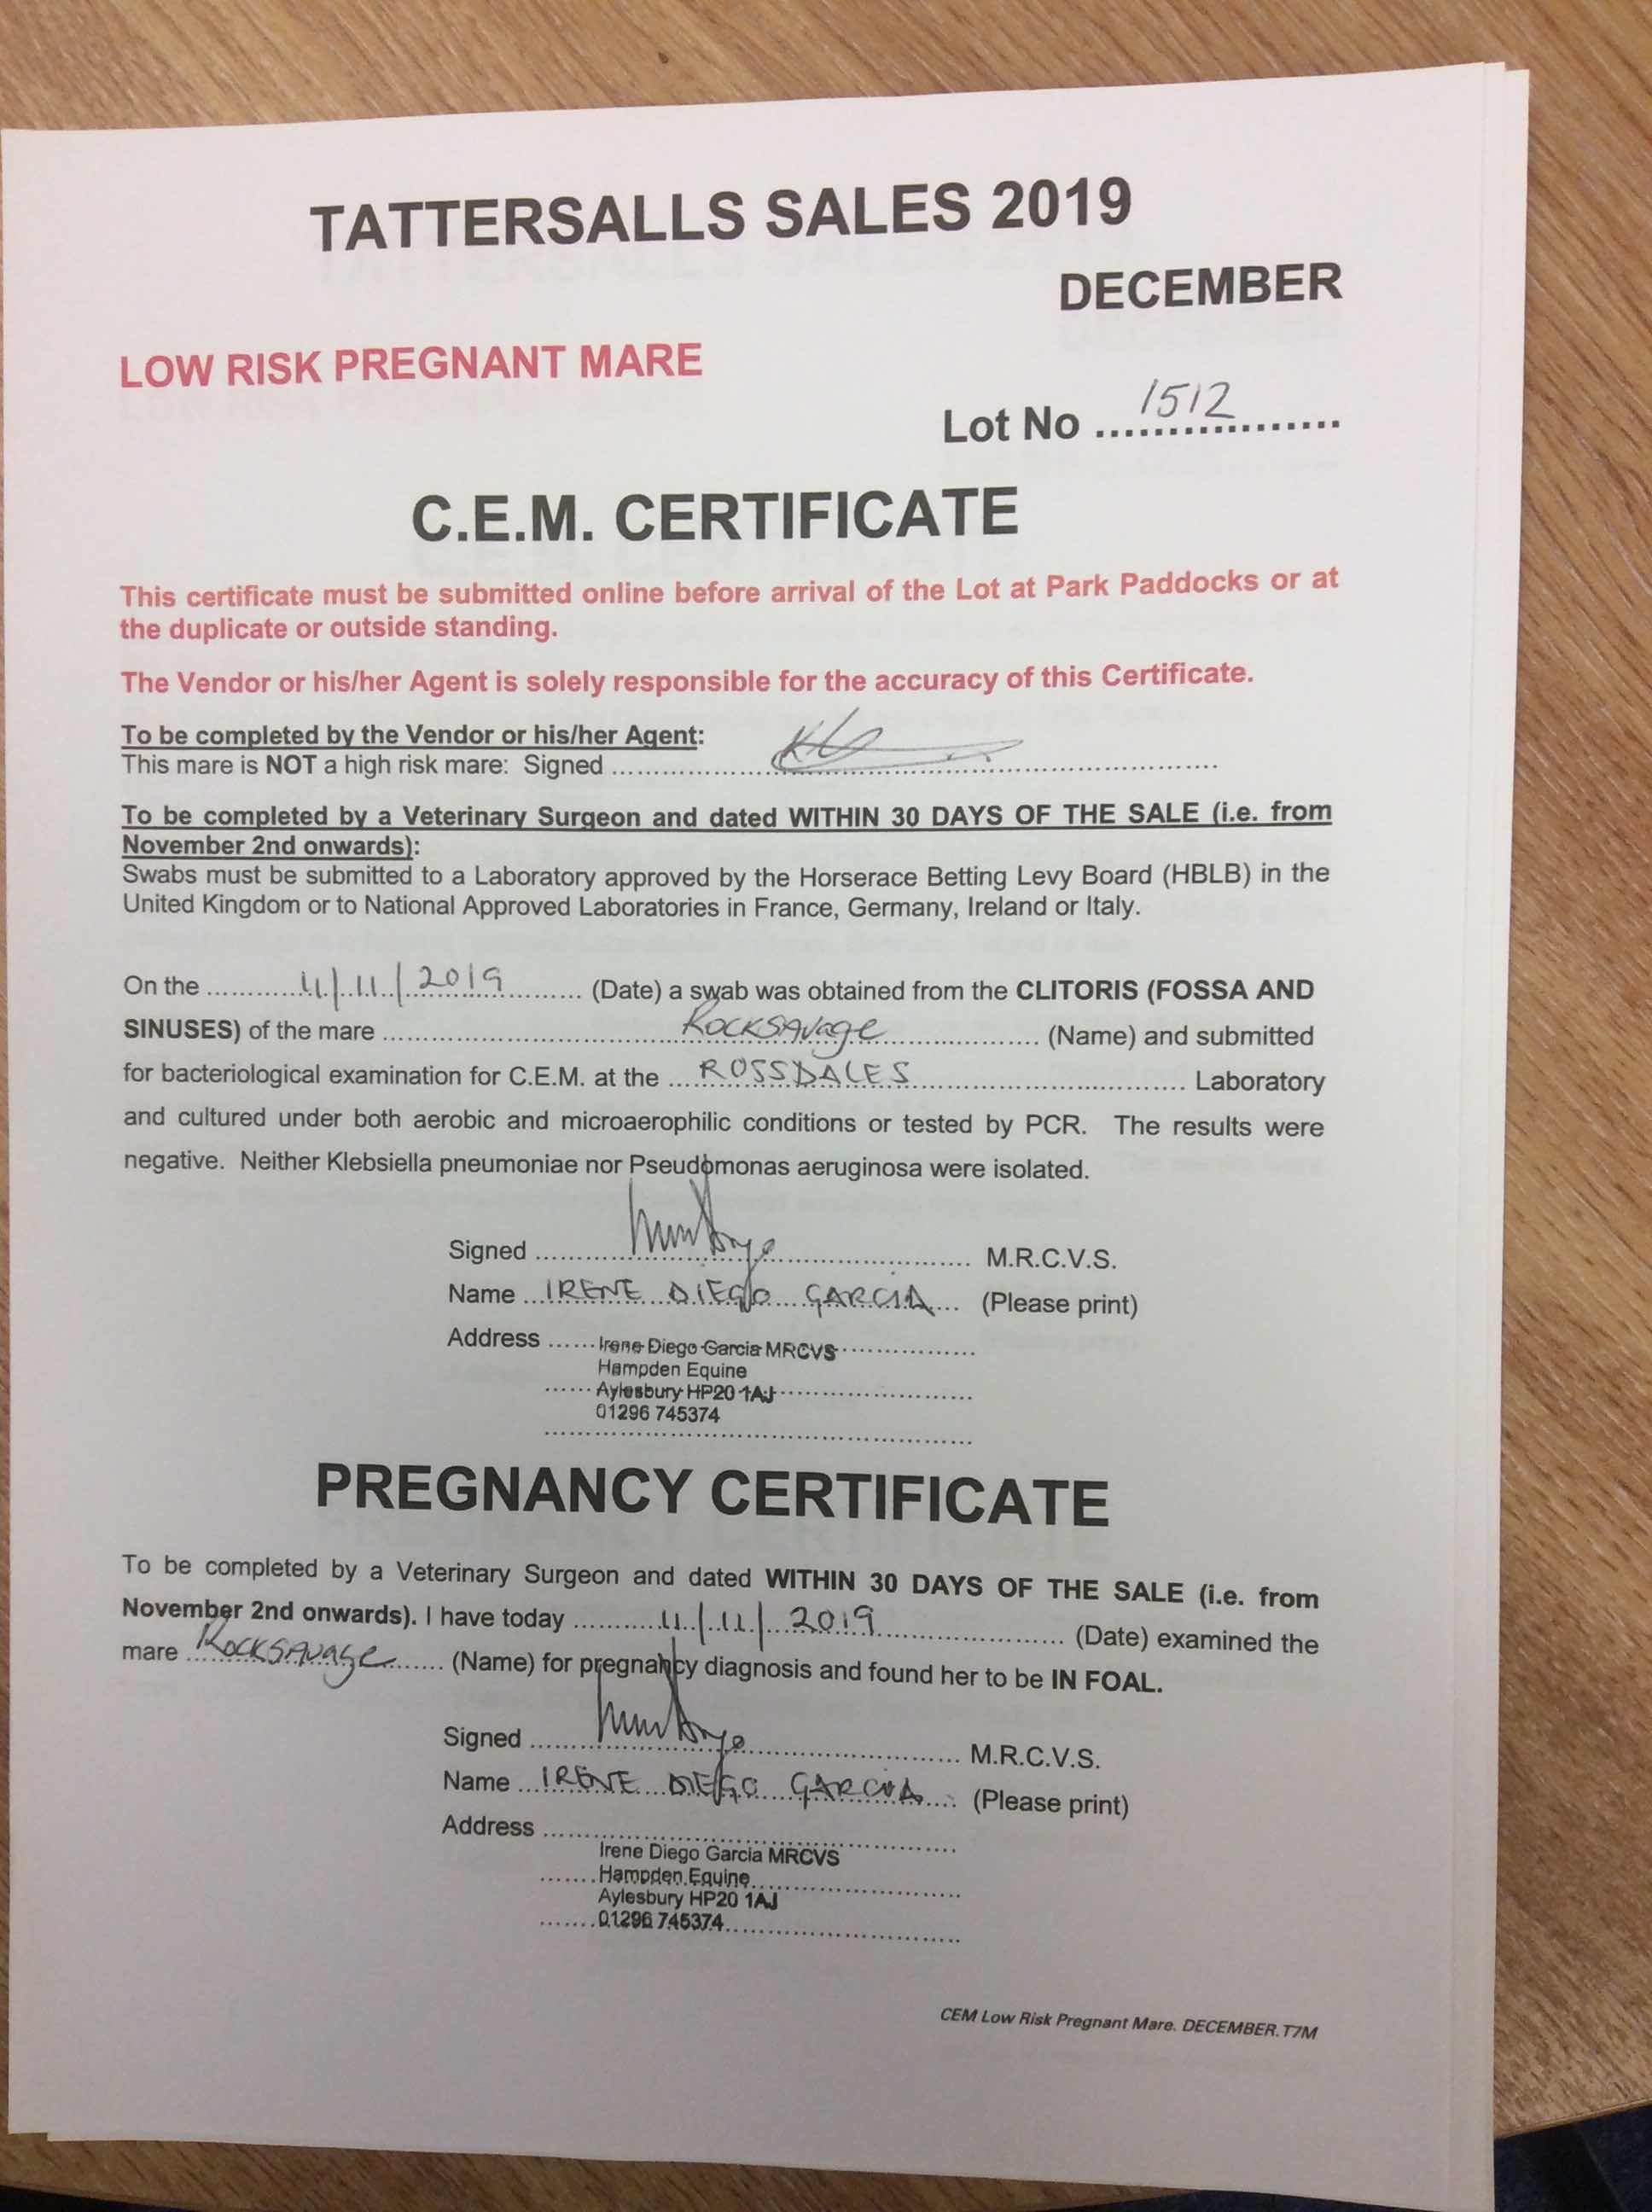 TATTERSALLS SALES 2019
DECEMBER
LOW RISK PREGNANT MARE
Lot No ..... 1512 .....
C.E.M. CERTIFICATE
This certificate must be submitted online before arrival of the Lot at Park Paddocks or at
the duplicate or outside standing.
The Vendor or his/her Agent is solely responsible for the accuracy of this Certificate.
To be completed by the Vendor or his/her Agent:
This mare is NOT a high risk mare: Signed ..........
To be completed by a Veterinary Surgeon and dated WITHIN 30 DAYS OF THE SALE (i.e. from
November 2nd onwards):
Swabs must be submitted to a Laboratory approved by the Horserace Betting Levy Board (HBLB) in the
United Kingdom or to National Approved Laboratories in France, Germany, Ireland or Italy.
On the ..... 11/11/2019 ..... (Date) a swab was obtained from the CLITORIS (FOSSA AND
SINUSES) of the mare ..... Rocksavage ..... (Name) and submitted
for bacteriological examination for C.E.M. at the ..... ROSSDALES ..... Laboratory
and cultured under both aerobic and microaerophilic conditions or tested by PCR. The results were
negative. Neither Klebsiella pneumoniae nor Pseudomonas aeruginosa were isolated.
Signed .......... M.R.C.V.S.
Name ... IRENE DIEGO GARCIA ... (Please print)
Address ...... Irene Diego Garcia MRCVS
Hampden Equine
Aylesbury HP20 1AJ
01296 745374
PREGNANCY CERTIFICATE
To be completed by a Veterinary Surgeon and dated WITHIN 30 DAYS OF THE SALE (i.e. from
November 2nd onwards). I have today ..... 11/11/2019 ..... (Date) examined the
mare ... Rocksavage ... (Name) for pregnancy diagnosis and found her to be IN FOAL.
Signed .......... M.R.C.V.S.
Name ... IRENE DIEGO GARCIA ... (Please print)
Address ..........
Irene Diego Garcia MRCVS
Hampden Equine
Aylesbury HP20 1AJ
01296 745374
CEM Low Risk Pregnant Mare. DECEMBER.T7M